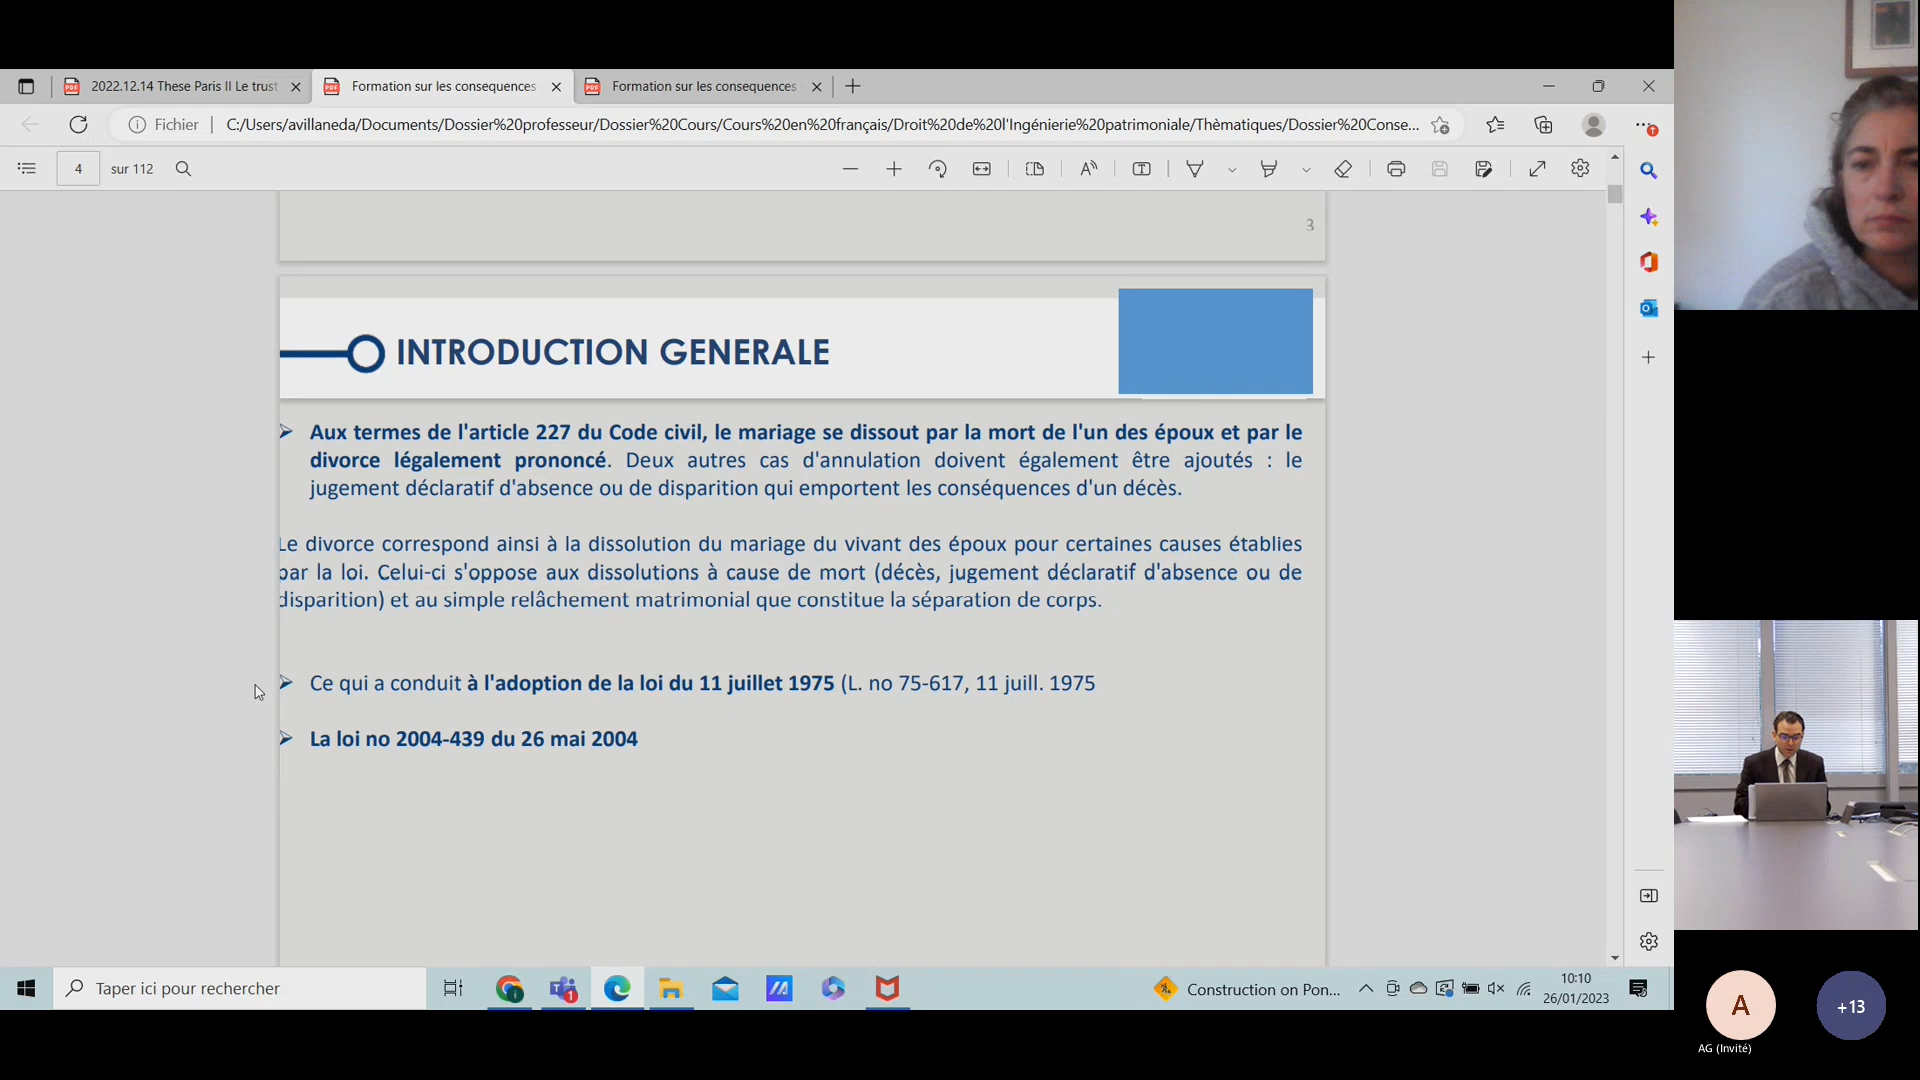 2022.12.14 These Paris II Le trust
Formation sur les consequences
Formation sur les consequences
Fichier
C:/Users/avillaneda/Documents/Dossier%20professeur/Dossier%20Cours/Cours%20en%20français/Droit%20de%20l'Ingénierie%20patrimoniale/Thèmatiques/Dossier%20Conse...
4 sur 112
3
INTRODUCTION GENERALE
Aux termes de l'article 227 du Code civil, le mariage se dissout par la mort de l'un des époux et par le
divorce légalement prononcé. Deux autres cas d'annulation doivent également être ajoutés : le
jugement déclaratif d'absence ou de disparition qui emportent les conséquences d'un décès.
Le divorce correspond ainsi à la dissolution du mariage du vivant des époux pour certaines causes établies
par la loi. Celui-ci s'oppose aux dissolutions à cause de mort (décès, jugement déclaratif d'absence ou de
disparition) et au simple relâchement matrimonial que constitue la séparation de corps.
Ce qui a conduit à l'adoption de la loi du 11 juillet 1975 (L. no 75-617, 11 juill. 1975
La loi no 2004-439 du 26 mai 2004
Taper ici pour rechercher
1
Construction on Pon...
10:10
26/01/2023
A
+13
AG (Invité)